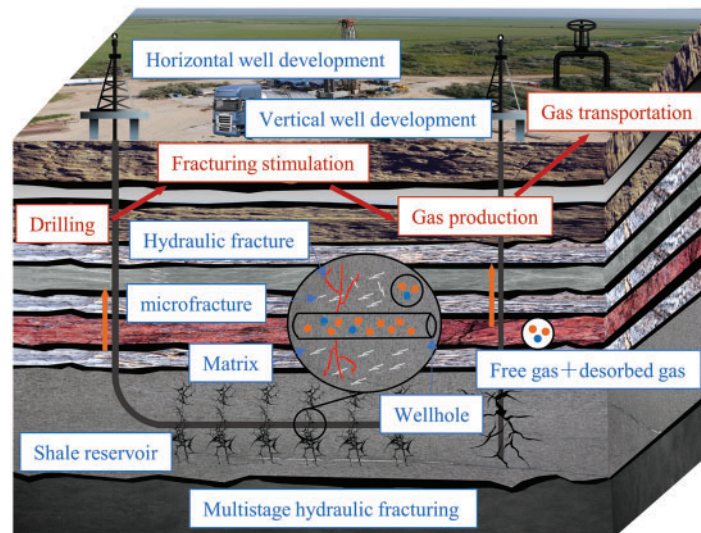 Horizontal well development
Vertical well development
Gas transportation
Fracturing stimulation
Drilling
Gas production
Hydraulic fracture
microfracture
Matrix
Free gas+desorbed gas
Wellhole
Shale reservoir
Multistage hydraulic fracturing